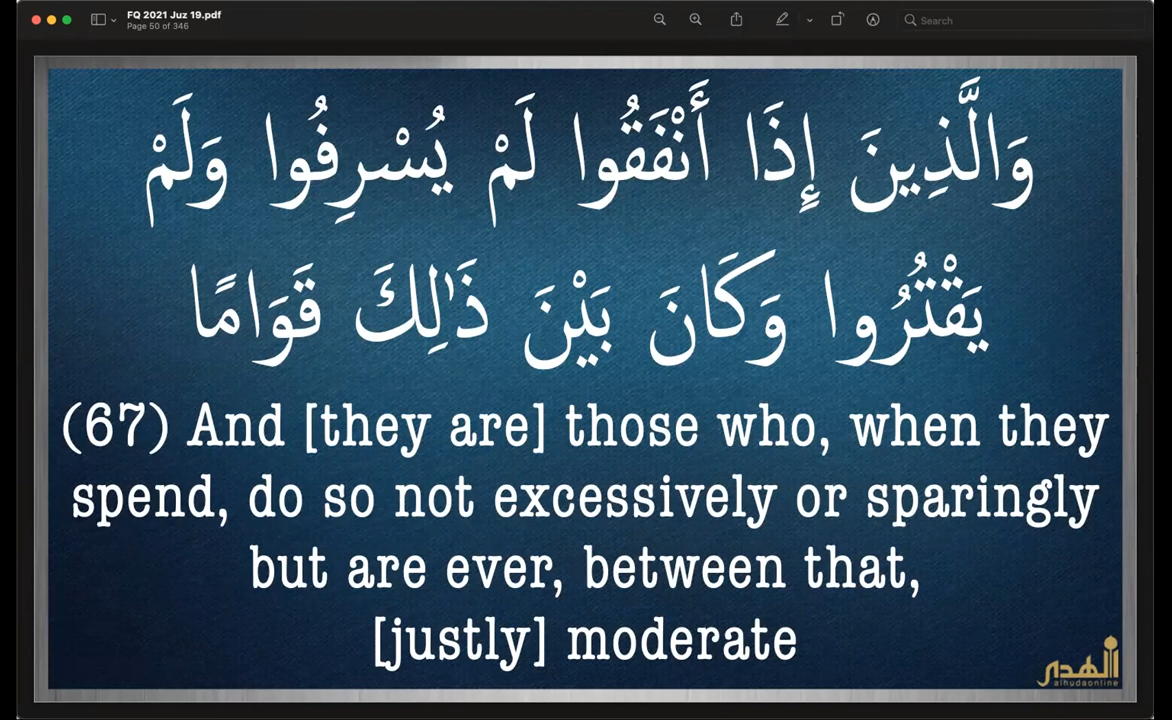 FQ 2021 Juz 19.pdf
Page 50 of 346
Search
وَالَّذِينَ إِذَا أَنْفَقُوا لَمْ يُسْرِفُوا وَلَمْ
يَقْتُرُوا وَكَانَ بَيْنَ ذَٰلِكَ قَوَامًا
(67) And [they are] those who, when they
spend, do so not excessively or sparingly
but are ever, between that,
[justly] moderate
الهدى
alhudaonline